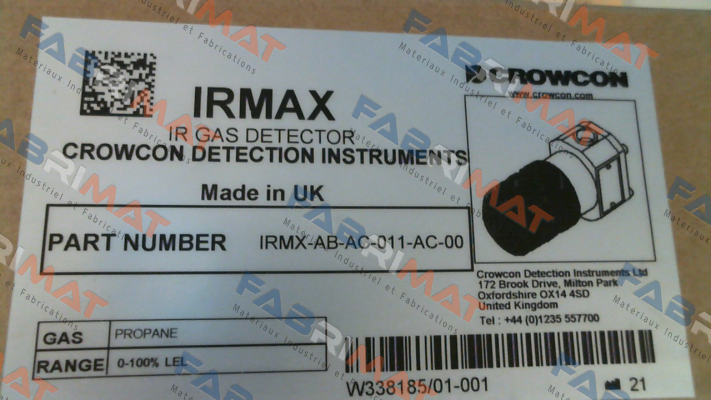 IRMAX
IR GAS DETECTOR
CROWCON DETECTION INSTRUMENTS
Made in UK
PART NUMBER IRMX-AB-AC-011-AC-00
CROWCON
www.crowcon.com
Crowcon Detection Instruments Ltd
172 Brook Drive, Milton Park
Oxfordshire OX14 4SD
United Kingdom
Tel : +44 (0)1235 557700
GAS PROPANE
RANGE 0-100% LEL
W338185/01-001
21
FABRIMAT
Materiaux Industriel et Fabrications